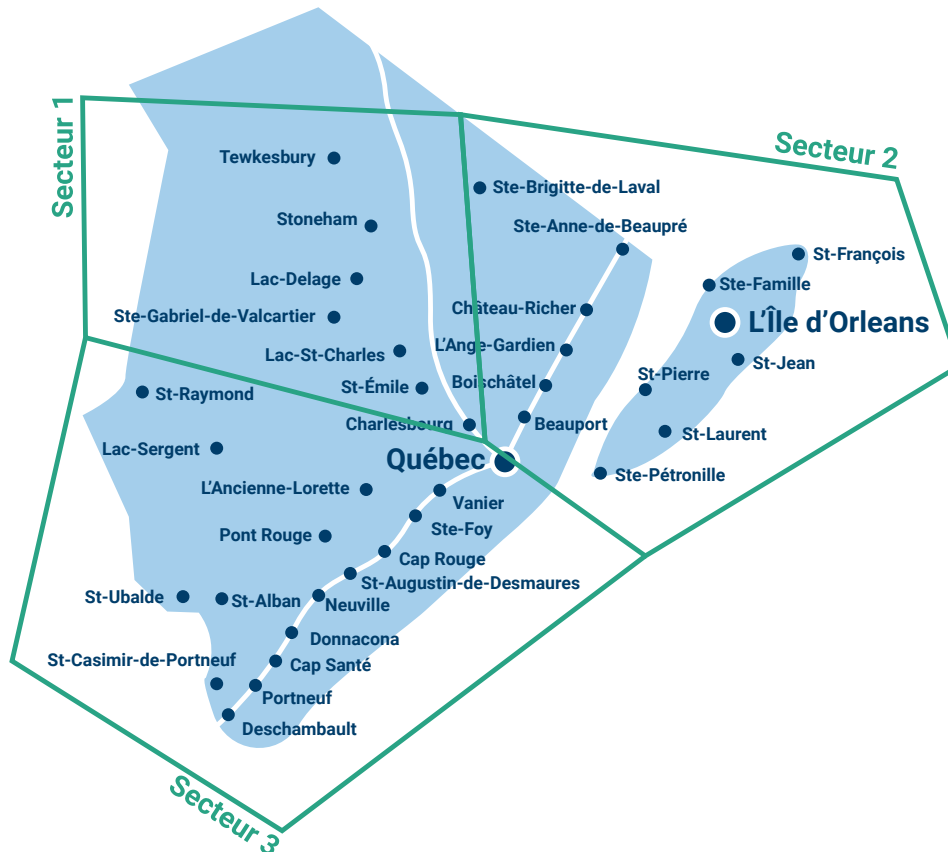 Secteur 1
Secteur 2
Tewkesbury
Ste-Brigitte-de-Laval
Stoneham
Ste-Anne-de-Beaupré
St-François
Lac-Delage
Ste-Famille
Château-Richer
Ste-Gabriel-de-Valcartier
L'Île d'Orleans
L'Ange-Gardien
Lac-St-Charles
St-Jean
St-Pierre
Boischâtel
St-Émile
St-Raymond
Charlesbourg
Beauport
St-Laurent
Lac-Sergent
Québec
Ste-Pétronille
L'Ancienne-Lorette
Vanier
Ste-Foy
Pont Rouge
Cap Rouge
St-Augustin-de-Desmaures
St-Ubalde
St-Alban
Neuville
Donnacona
St-Casimir-de-Portneuf
Cap Santé
Portneuf
Deschambault
Secteur 3